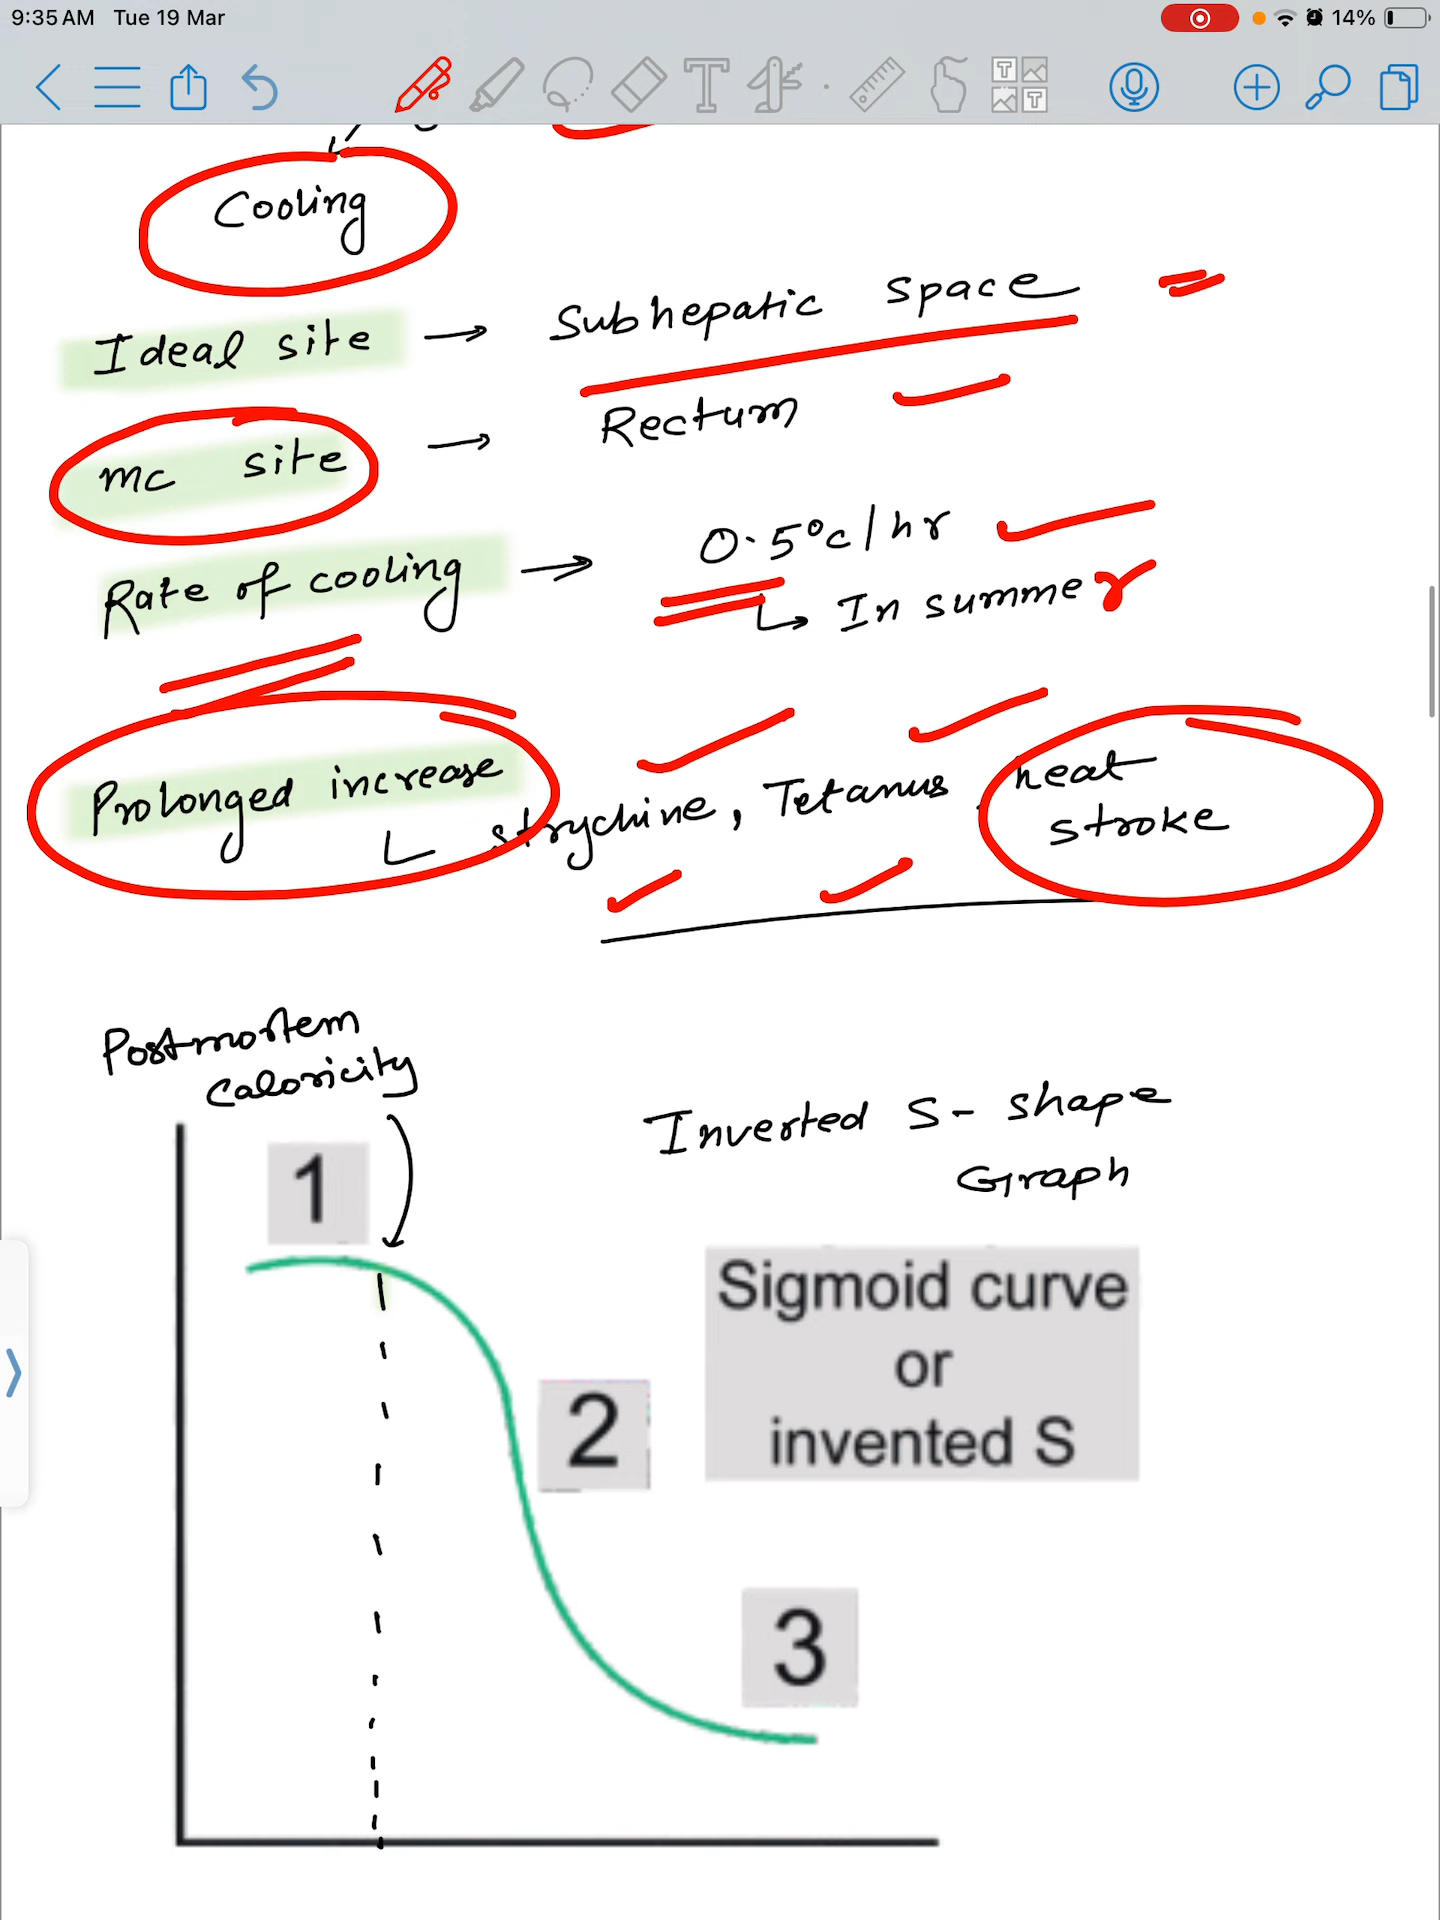 9:35 AM Tue 19 Mar 14%
Cooling
Ideal site → Subhepatic space
mc site → Rectum
Rate of cooling → 0.5°c/hr
↳ In summer
Prolonged increase
↳ strychine, Tetanus, heat stroke
Postmortem
Caloricity
Inverted S- shape
Graph
1
Sigmoid curve
or
invented S
2
3